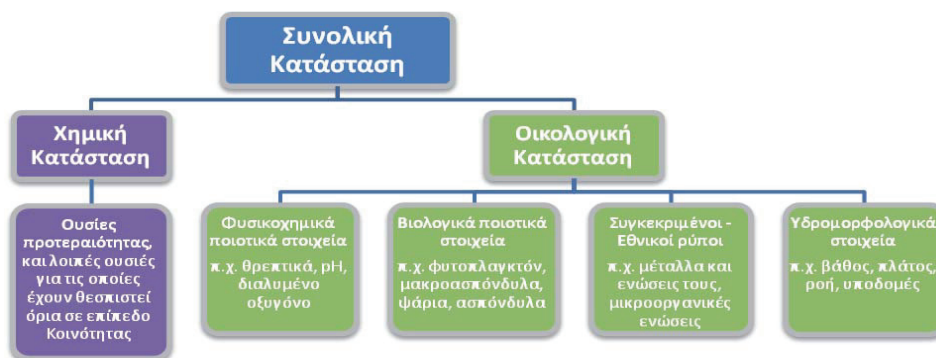 Συνολική
Κατάσταση
Χημική
Κατάσταση
Οικολογική
Κατάσταση
Ουσίες
προτεραιότητας,
και λοιπές ουσιές
για τις οποίες
έχουν θεσπιστεί
όρια σε επίπεδο
Κοινότητας
Φυσικοχημικά
ποιοτικά στοιχεία
π.χ. θρεπτικά, pH,
διαλυμένο
οξυγόνο
Βιολογικά ποιοτικά
στοιχεία
π.χ. φυτοπλαγκτόν,
μακροασπόνδυλα,
ψάρια, ασπόνδυλα
Συγκεκριμένοι -
Εθνικοί ρύποι
π.χ. μέταλλα και
ενώσεις τους,
μικροοργανικές
ενώσεις
Υδρομορφολογικά
στοιχεία
π.χ. βάθος, πλάτος,
ροή, υποδομές